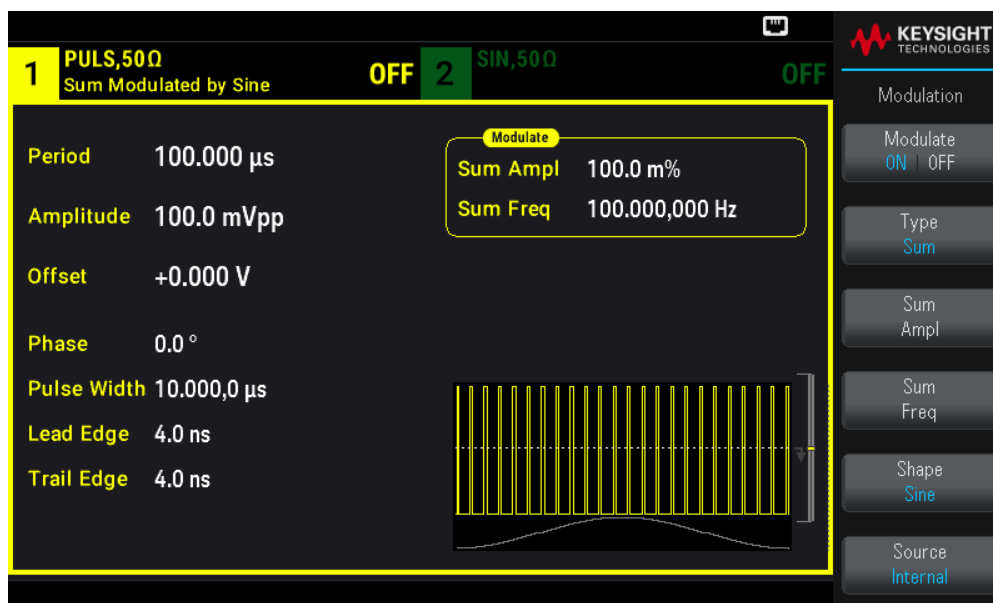 KEYSIGHT
TECHNOLOGIES
1
PULS,50Ω
Sum Modulated by Sine
OFF
2
SIN,50Ω
OFF
Period 100.000 µs
Amplitude 100.0 mVpp
Offset +0.000 V
Phase 0.0 °
Pulse Width 10.000,0 µs
Lead Edge 4.0 ns
Trail Edge 4.0 ns
Modulate
Sum Ampl 100.0 m%
Sum Freq 100.000,000 Hz
Modulation
Modulate
ON | OFF
Type
Sum
Sum
Ampl
Sum
Freq
Shape
Sine
Source
Internal